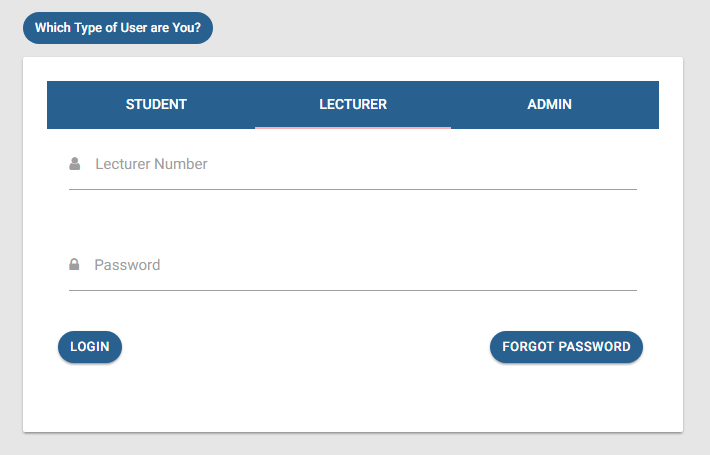 Which Type of User are You?
STUDENT LECTURER ADMIN
Lecturer Number
Password
LOGIN FORGOT PASSWORD